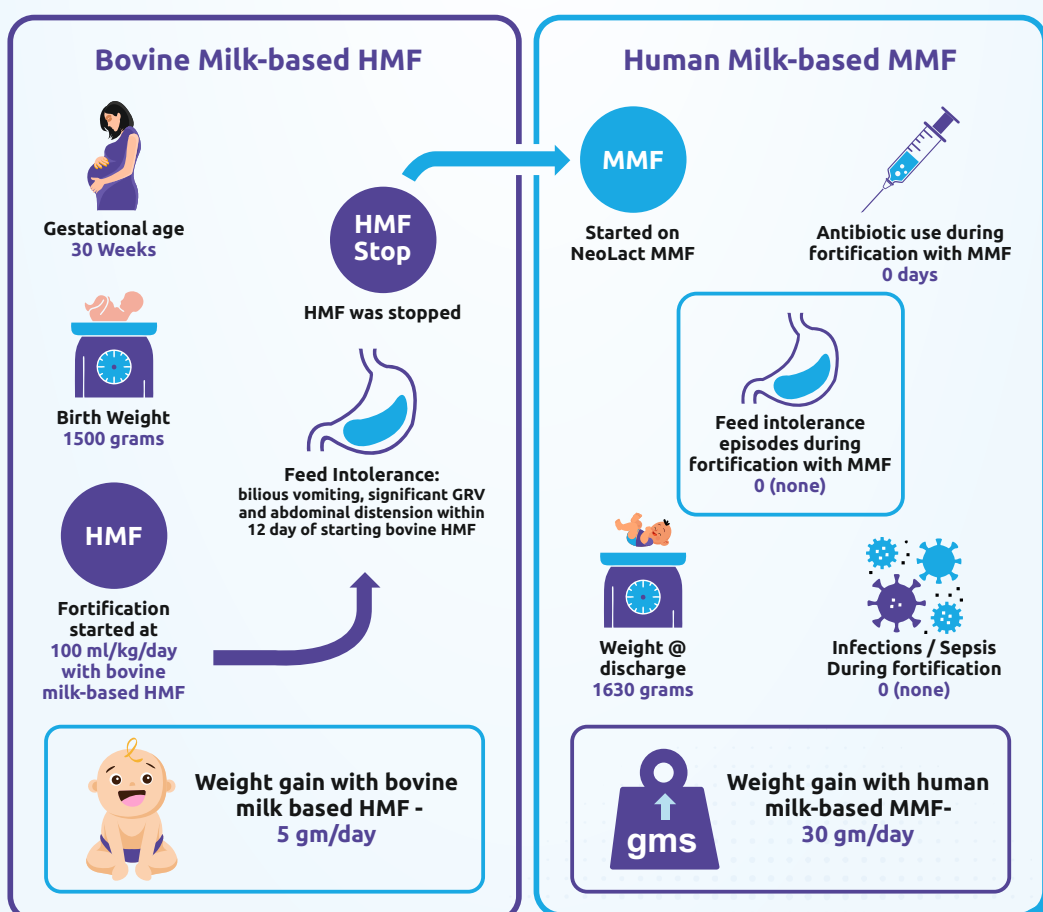 Bovine Milk-based HMF
Gestational age
30 Weeks
Birth Weight
1500 grams
HMF
Fortification
started at
100 ml/kg/day
with bovine
milk-based HMF
HMF
Stop
HMF was stopped
Feed Intolerance:
bilious vomiting, significant GRV
and abdominal distension within
12 day of starting bovine HMF
Weight gain with bovine
milk based HMF -
5 gm/day
Human Milk-based MMF
MMF
Started on
NeoLact MMF
Antibiotic use during
fortification with MMF
0 days
Feed intolerance
episodes during
fortification with MMF
0 (none)
Weight @
discharge
1630 grams
Infections / Sepsis
During fortification
0 (none)
gms
Weight gain with human
milk-based MMF-
30 gm/day